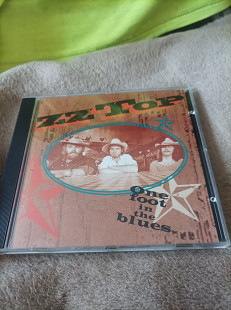 ZZ TOP
One
foot
in the
blues.